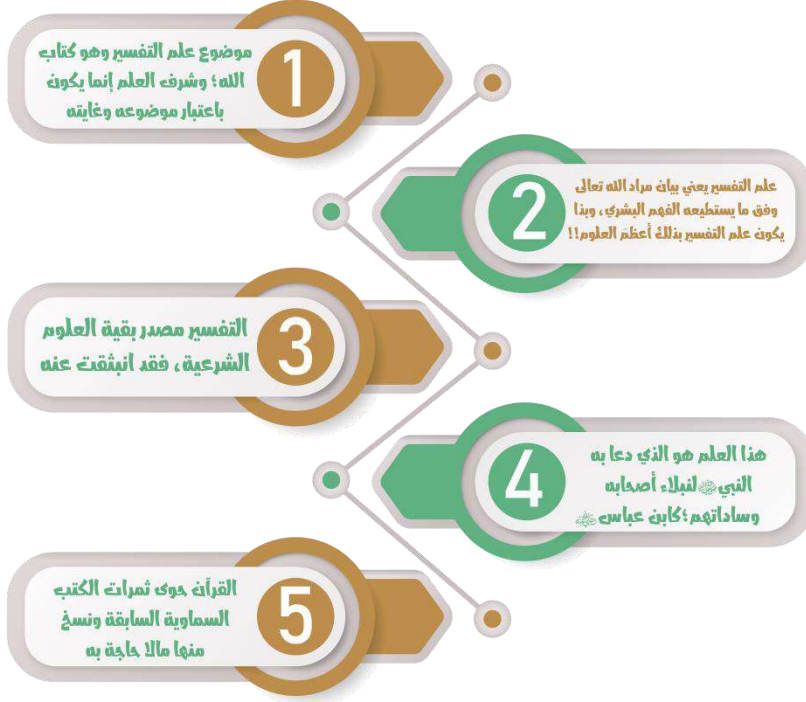 1
موضوع علم التفسير وهو كتاب
الله؛ وشرف العلم إنما يكون
باعتبار موضوعه وغايته
2
علم التفسير يعني بيان مراد الله تعالى
وفق ما يستطيعه الفهم البشري، وبذا
يكون علم التفسير بذلك أعظم العلوم!!
3
التفسير مصدر بقية العلوم
الشرعية، فقد انبثقت عنه
4
هذا العلم هو الذي دعا به
النبي ﷺ لنبلاء أصحابه
وساداتهم؛ كابن عباس
5
القرآن حوى ثمرات الكتب
السماوية السابقة ونسخ
منها مالا حاجة به